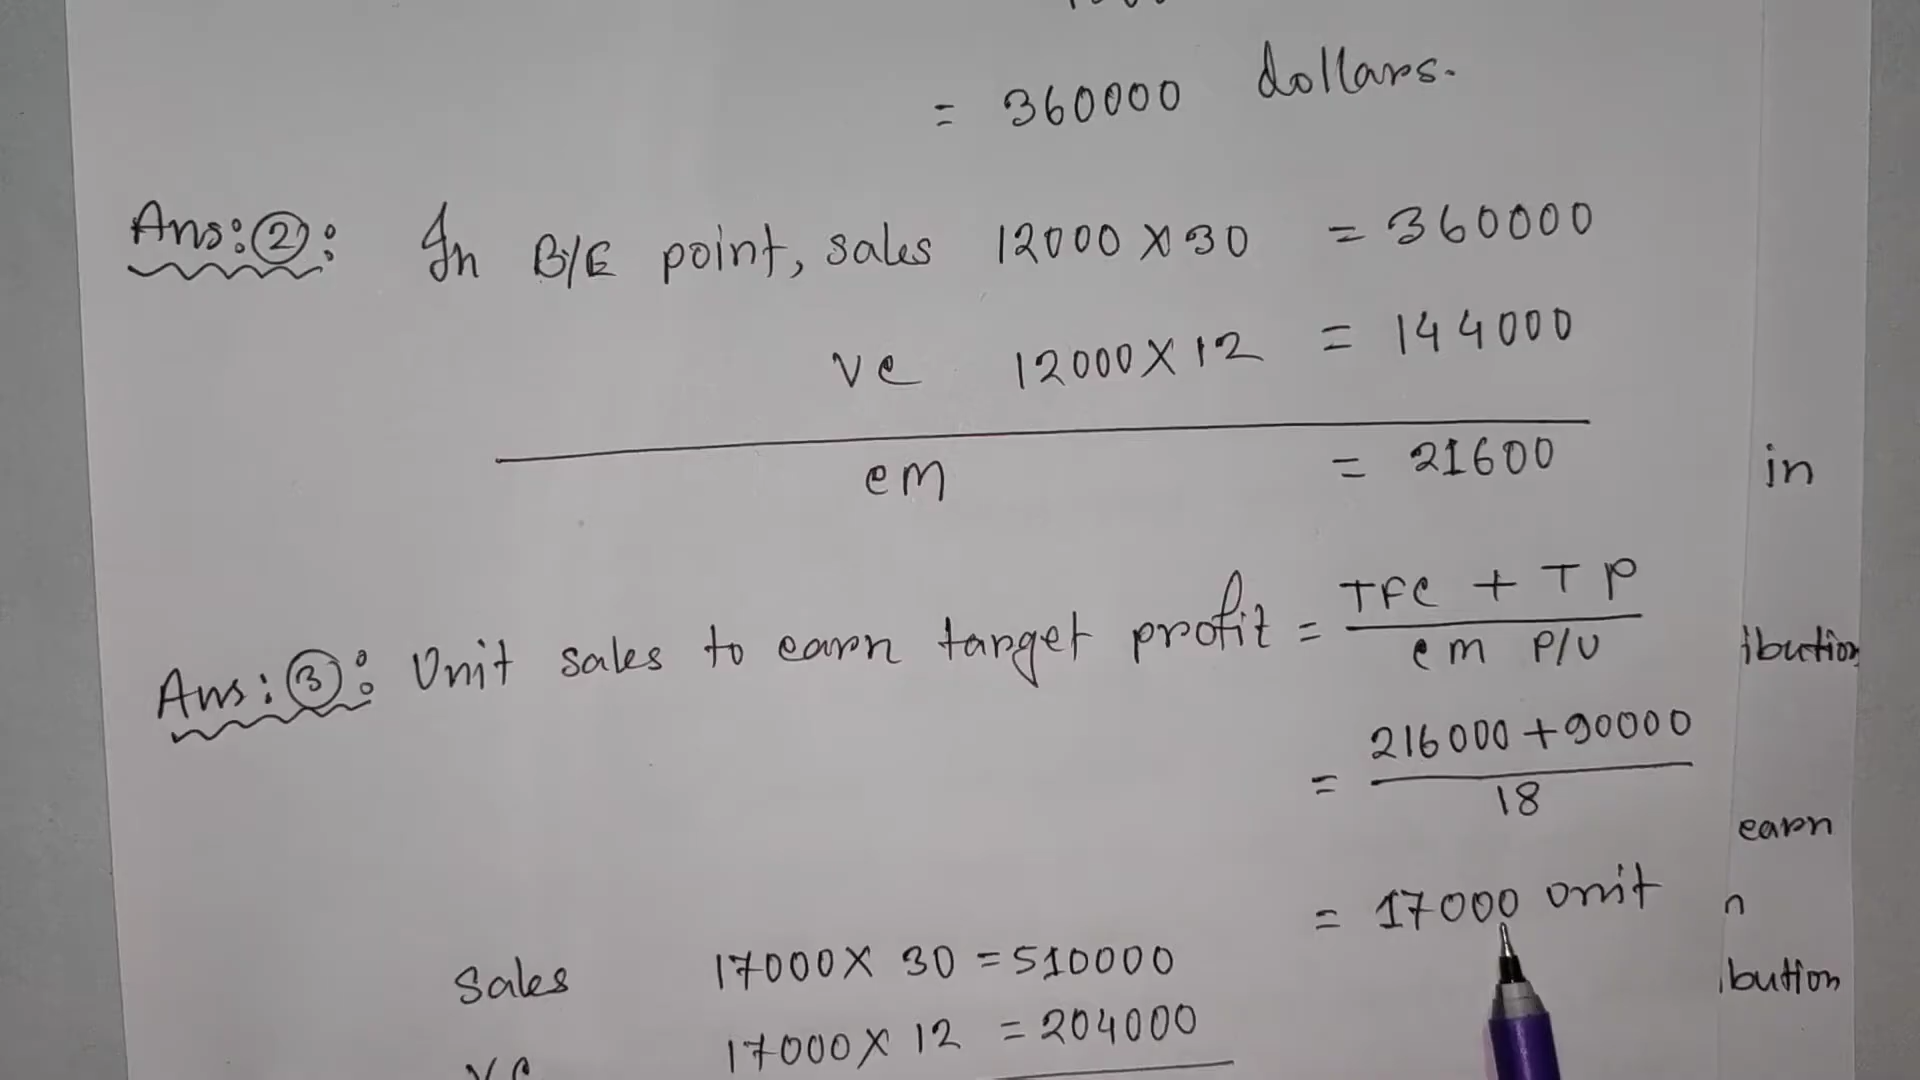 = 360000 dollars.
Ans:②: In B/E point, sales 12000 X 30 = 360000
vc 12000 X 12 = 144000
cm = 21600
in
Ans:③: Unit sales to earn target profit = TFC + TP
cm P/U
ibution
= 216000 + 90000
18
earn
= 17000 unit
n
Sales 17000 X 30 = 510000
ibution
17000 X 12 = 204000